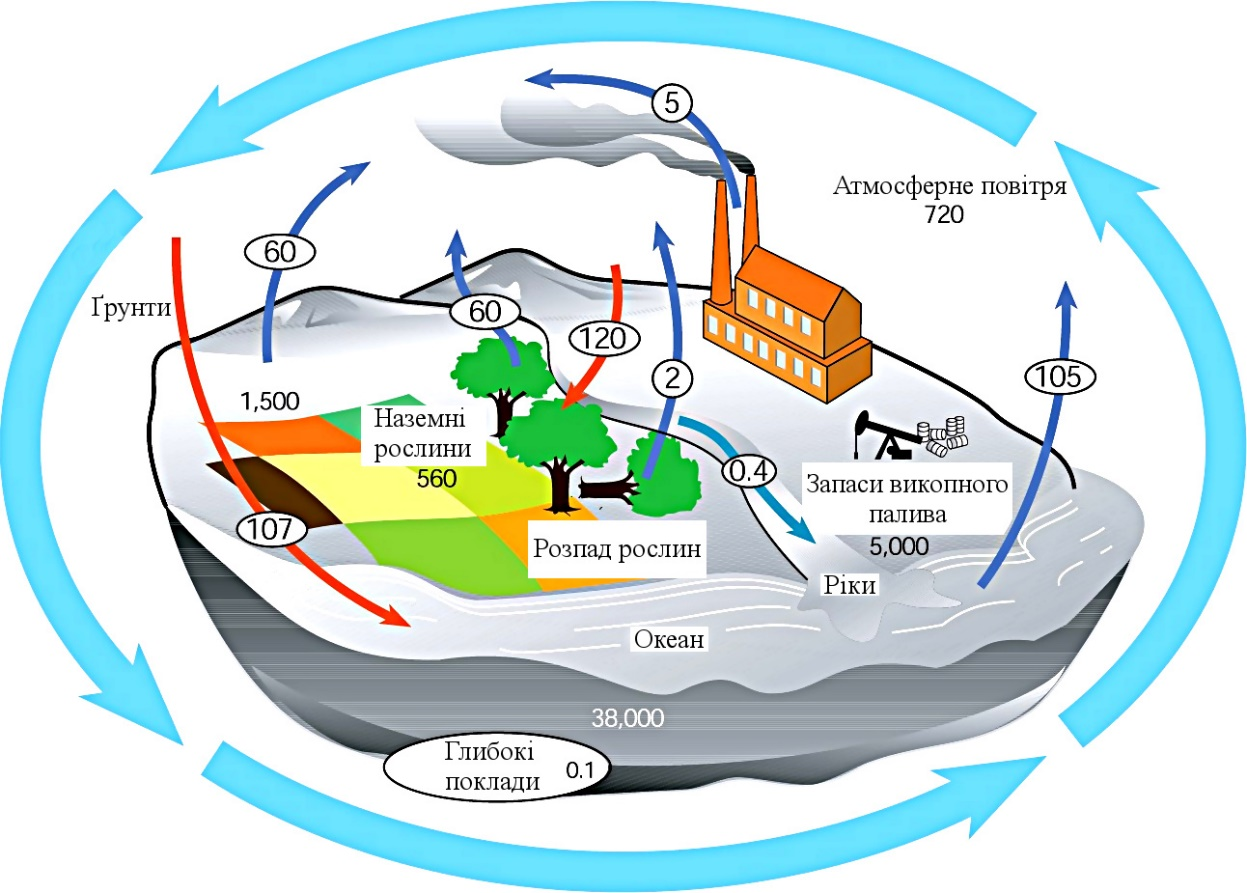 5
Атмосферне повітря
720
60
Ґрунти
60
120
2
105
1,500
Наземні
рослини
560
0.4
Запаси викопного
палива
5,000
107
Розпад рослин
Ріки
Океан
38,000
Глибокі
поклади 0.1